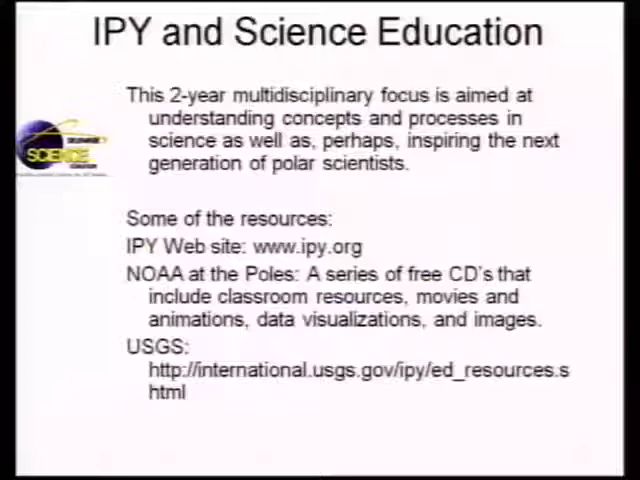 IPY and Science Education
This 2-year multidisciplinary focus is aimed at
understanding concepts and processes in
science as well as, perhaps, inspiring the next
generation of polar scientists.
SCIENCE
Some of the resources:
IPY Web site: www.ipy.org
NOAA at the Poles: A series of free CD's that
include classroom resources, movies and
animations, data visualizations, and images.
USGS:
http://international.usgs.gov/ipy/ed_resources.s
html